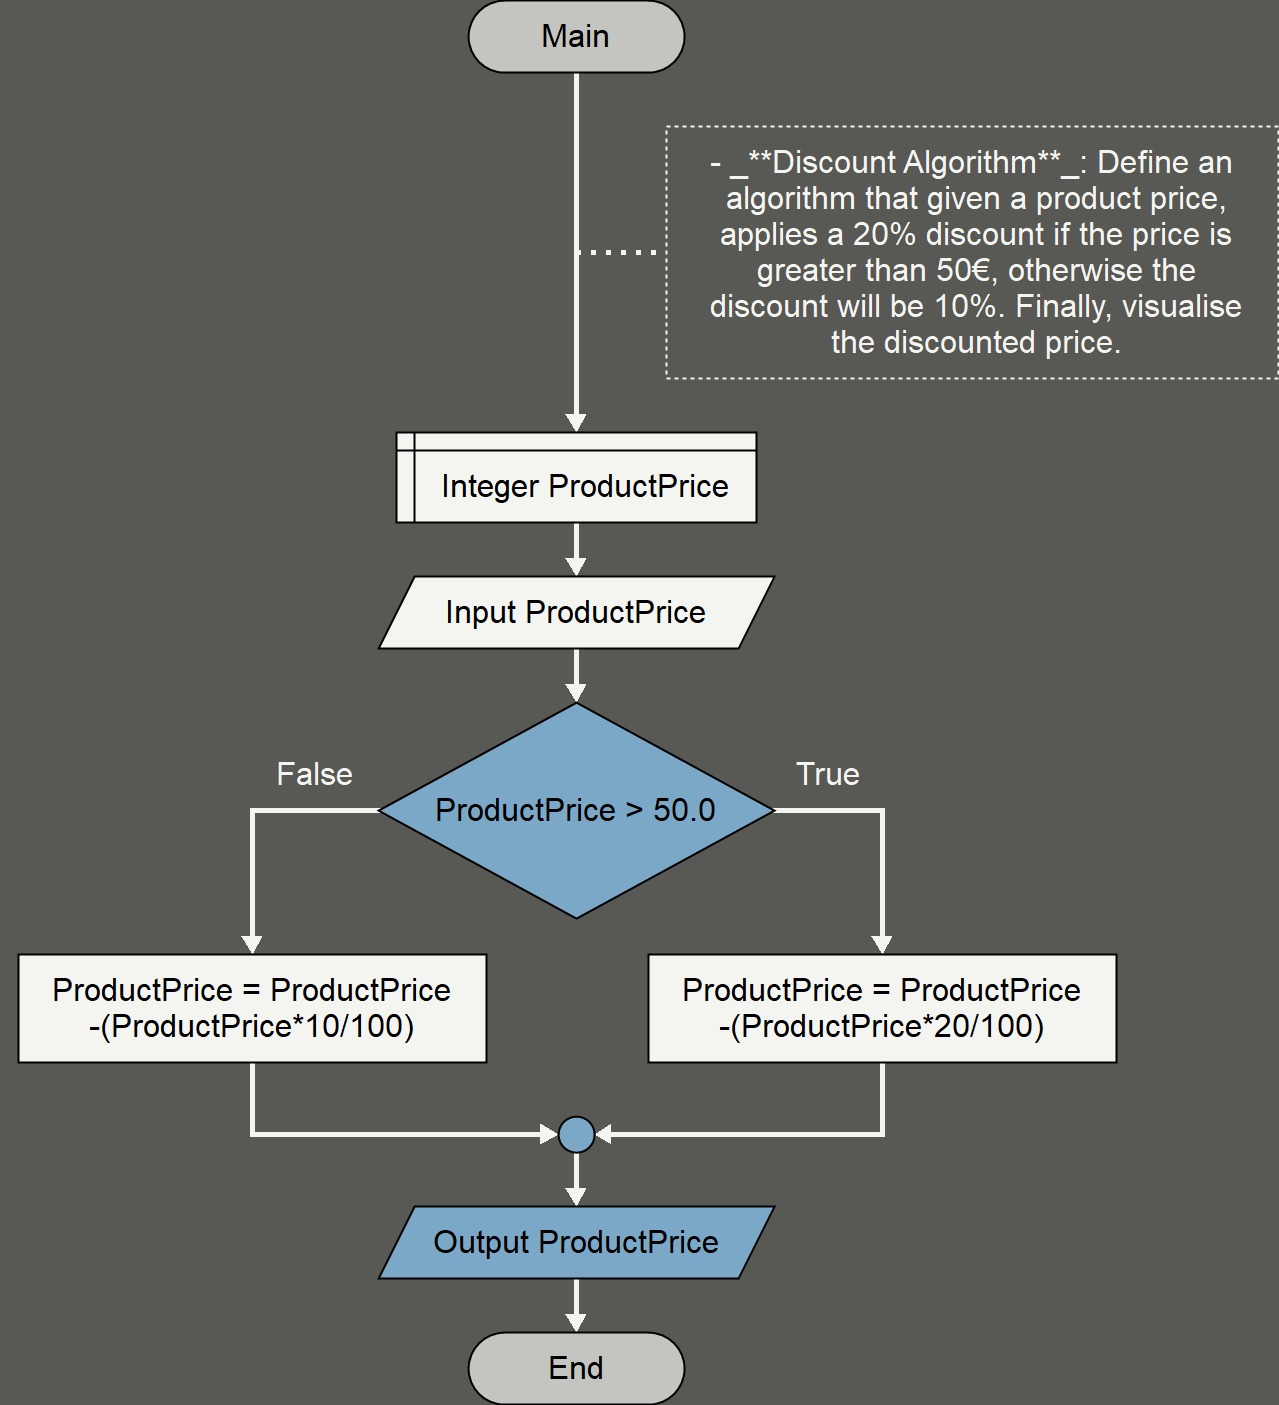 Main
- _**Discount Algorithm**_: Define an
algorithm that given a product price,
applies a 20% discount if the price is
greater than 50€, otherwise the
discount will be 10%. Finally, visualise
the discounted price.
Integer ProductPrice
Input ProductPrice
False
True
ProductPrice > 50.0
ProductPrice = ProductPrice
-(ProductPrice*10/100)
ProductPrice = ProductPrice
-(ProductPrice*20/100)
Output ProductPrice
End